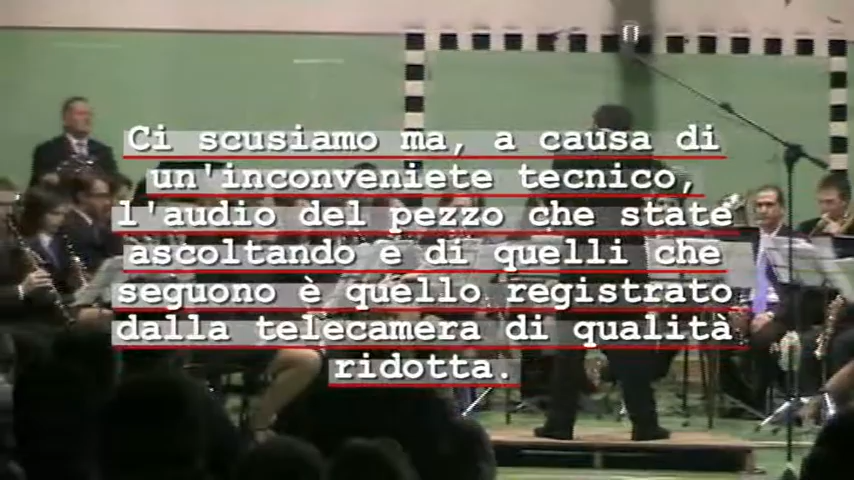 Ci scusiamo ma, a causa di
un'inconveniete tecnico,
l'audio del pezzo che state
ascoltando e di quelli che
seguono è quello registrato
dalla telecamera di qualità
ridotta.